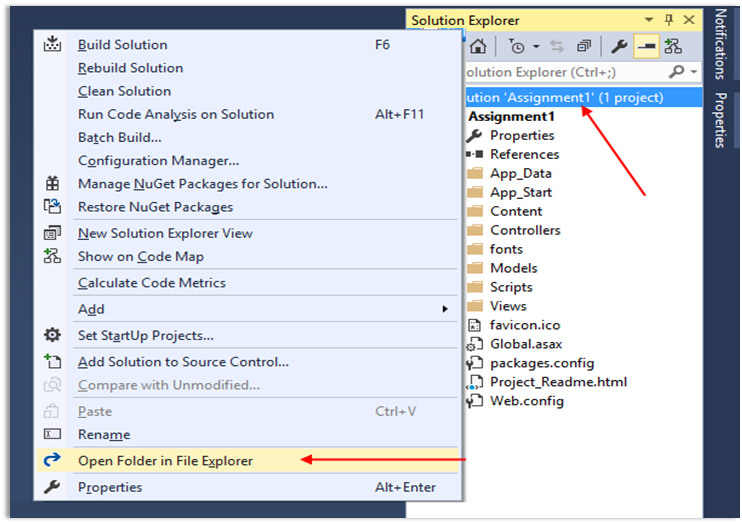 Solution Explorer
Build Solution F6
Rebuild Solution
Clean Solution
Run Code Analysis on Solution Alt+F11
Batch Build...
Configuration Manager...
Manage NuGet Packages for Solution...
Restore NuGet Packages
New Solution Explorer View
Show on Code Map
Calculate Code Metrics
Add
Set StartUp Projects...
Add Solution to Source Control...
Compare with Unmodified...
Paste Ctrl+V
Rename
Open Folder in File Explorer
Properties Alt+Enter
olution Explorer (Ctrl+;)
ution 'Assignment1' (1 project)
Assignment1
Properties
References
App_Data
App_Start
Content
Controllers
fonts
Models
Scripts
Views
favicon.ico
Global.asax
packages.config
Project_Readme.html
Web.config
Notifications
Properties